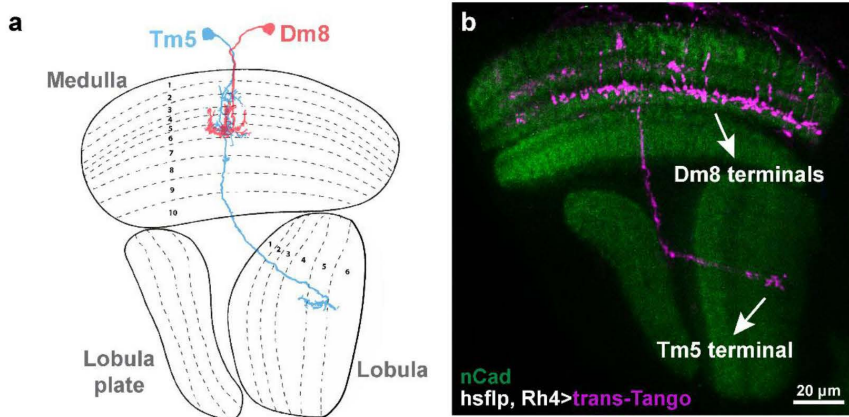 a
Tm5
Dm8
Medulla
1
2
3
4
5
6
7
8
9
10
1
2
3
4
5
6
Lobula
plate
Lobula
b
Dm8 terminals
Tm5 terminal
nCad
hsflp, Rh4>trans-Tango
20 µm